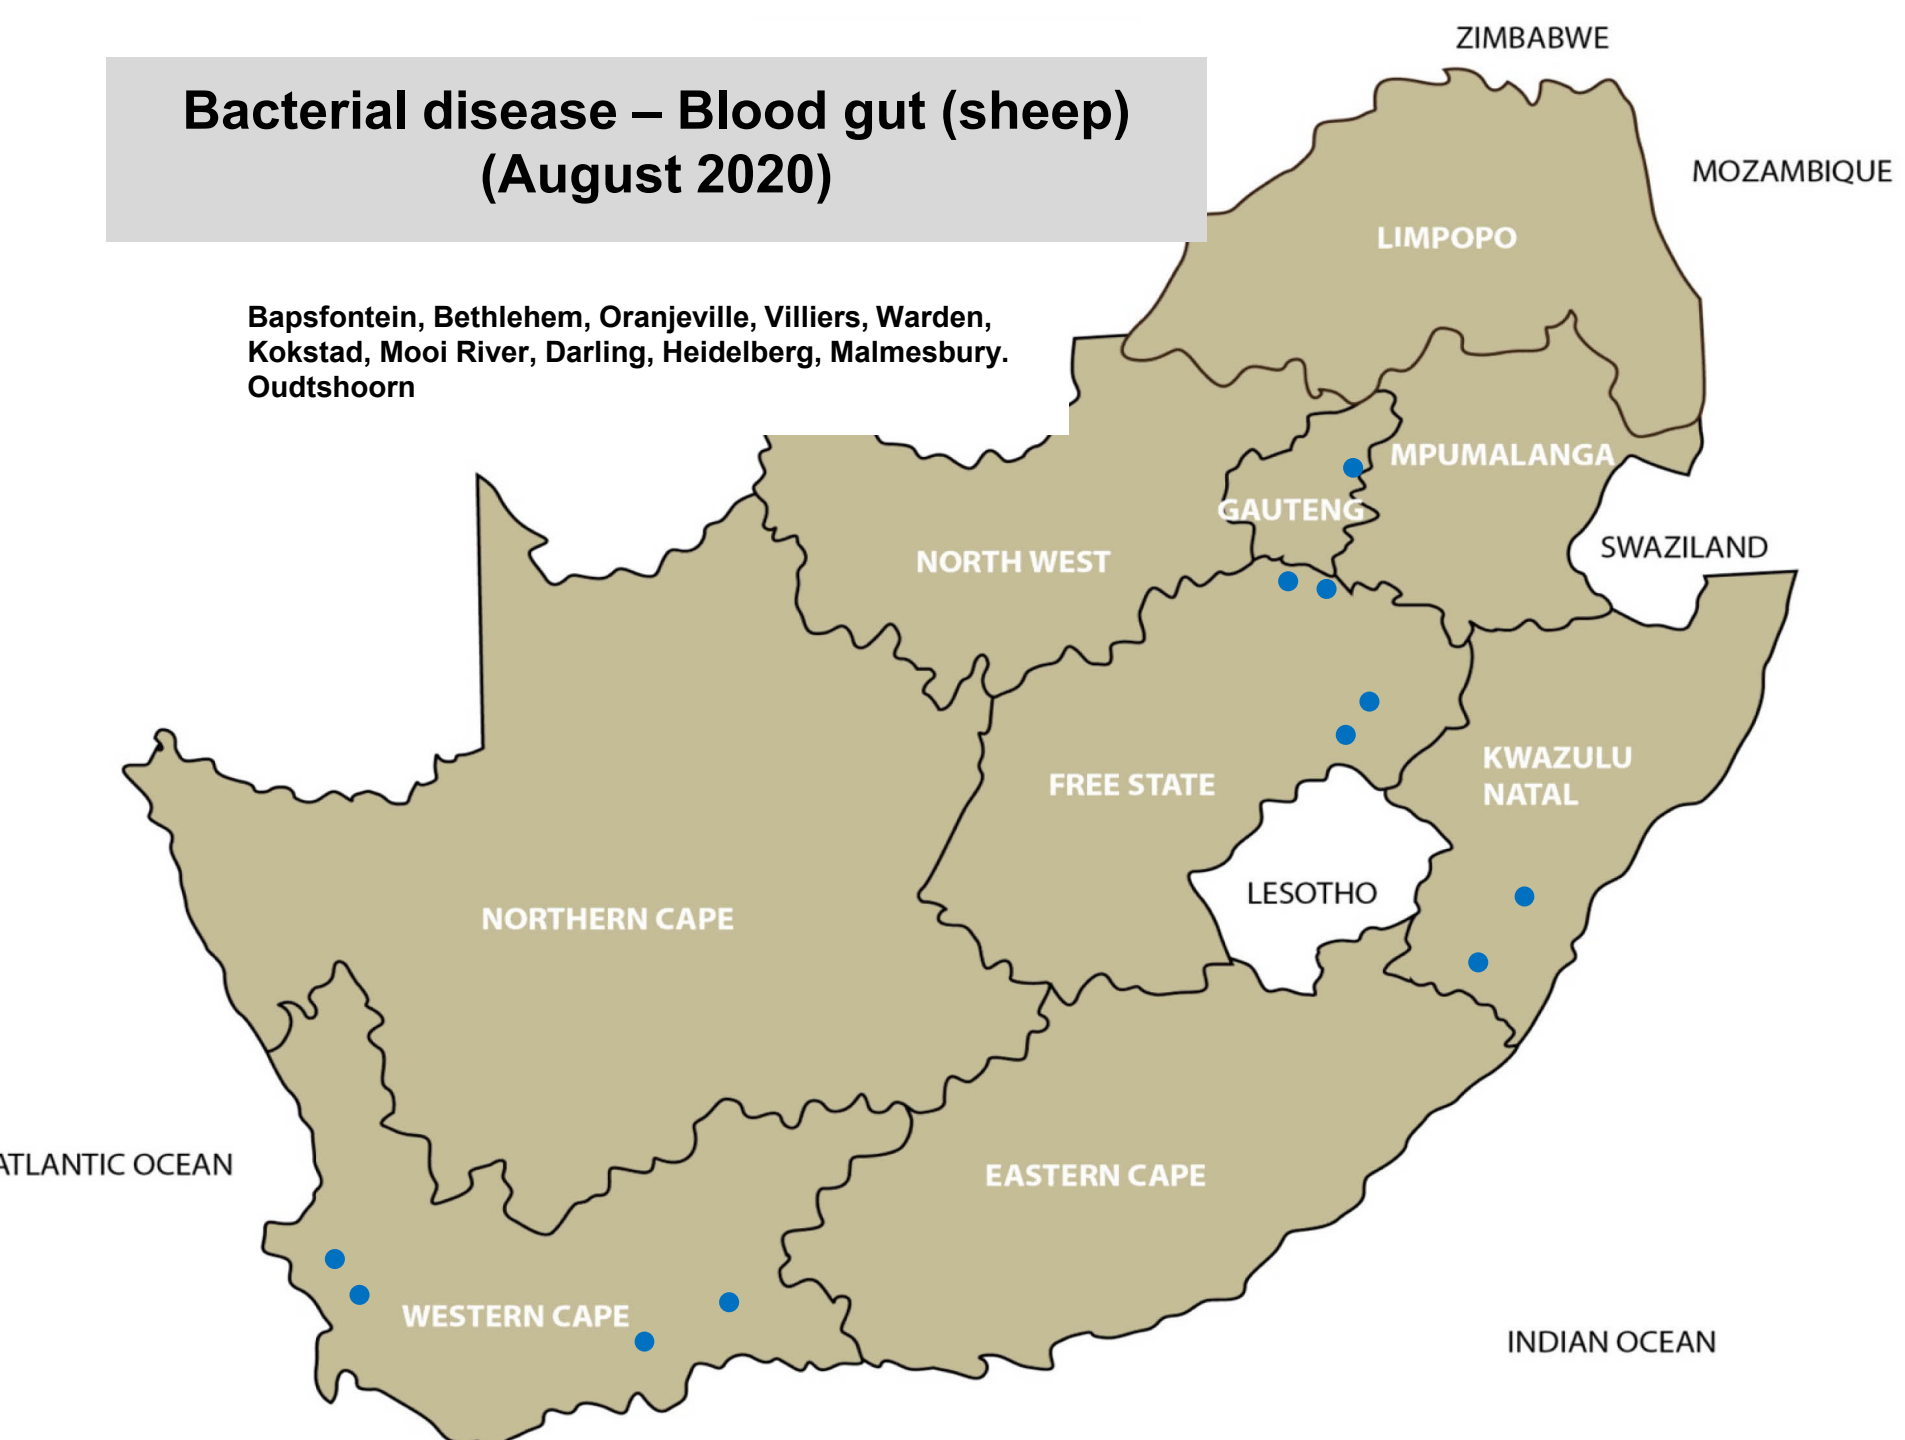 Bacterial disease – Blood gut (sheep)
(August 2020)
Bapsfontein, Bethlehem, Oranjeville, Villiers, Warden,
Kokstad, Mooi River, Darling, Heidelberg, Malmesbury.
Oudtshoorn
ZIMBABWE
MOZAMBIQUE
LIMPOPO
MPUMALANGA
GAUTENG
SWAZILAND
NORTH WEST
KWAZULU
NATAL
FREE STATE
LESOTHO
NORTHERN CAPE
ATLANTIC OCEAN
EASTERN CAPE
WESTERN CAPE
INDIAN OCEAN